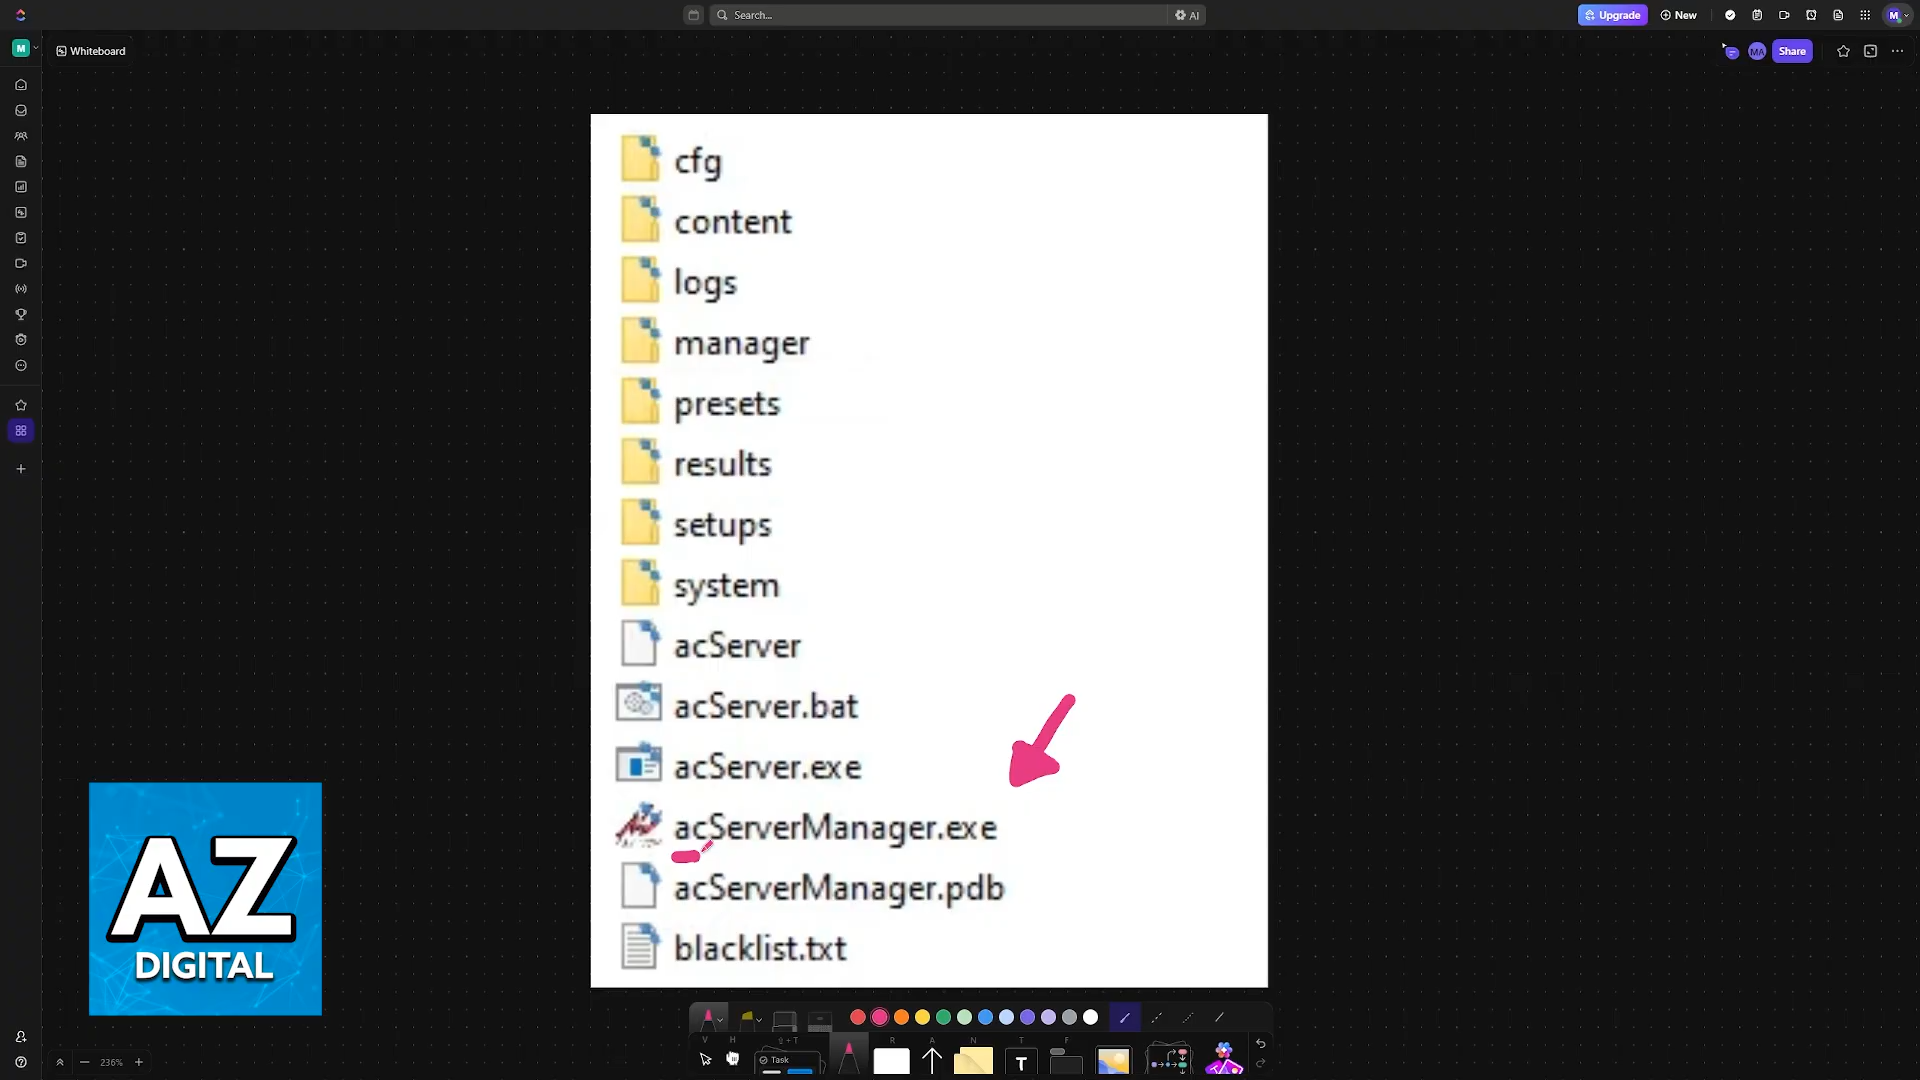 Search...
AI
Upgrade
New
M
M
Whiteboard
MA
Share
cfg
content
logs
manager
presets
results
setups
system
acServer
acServer.bat
acServer.exe
acServerManager.exe
acServerManager.pdb
blacklist.txt
AZ
DIGITAL
V
H
⇧+T
R
A
N
T
F
Task
T
236%